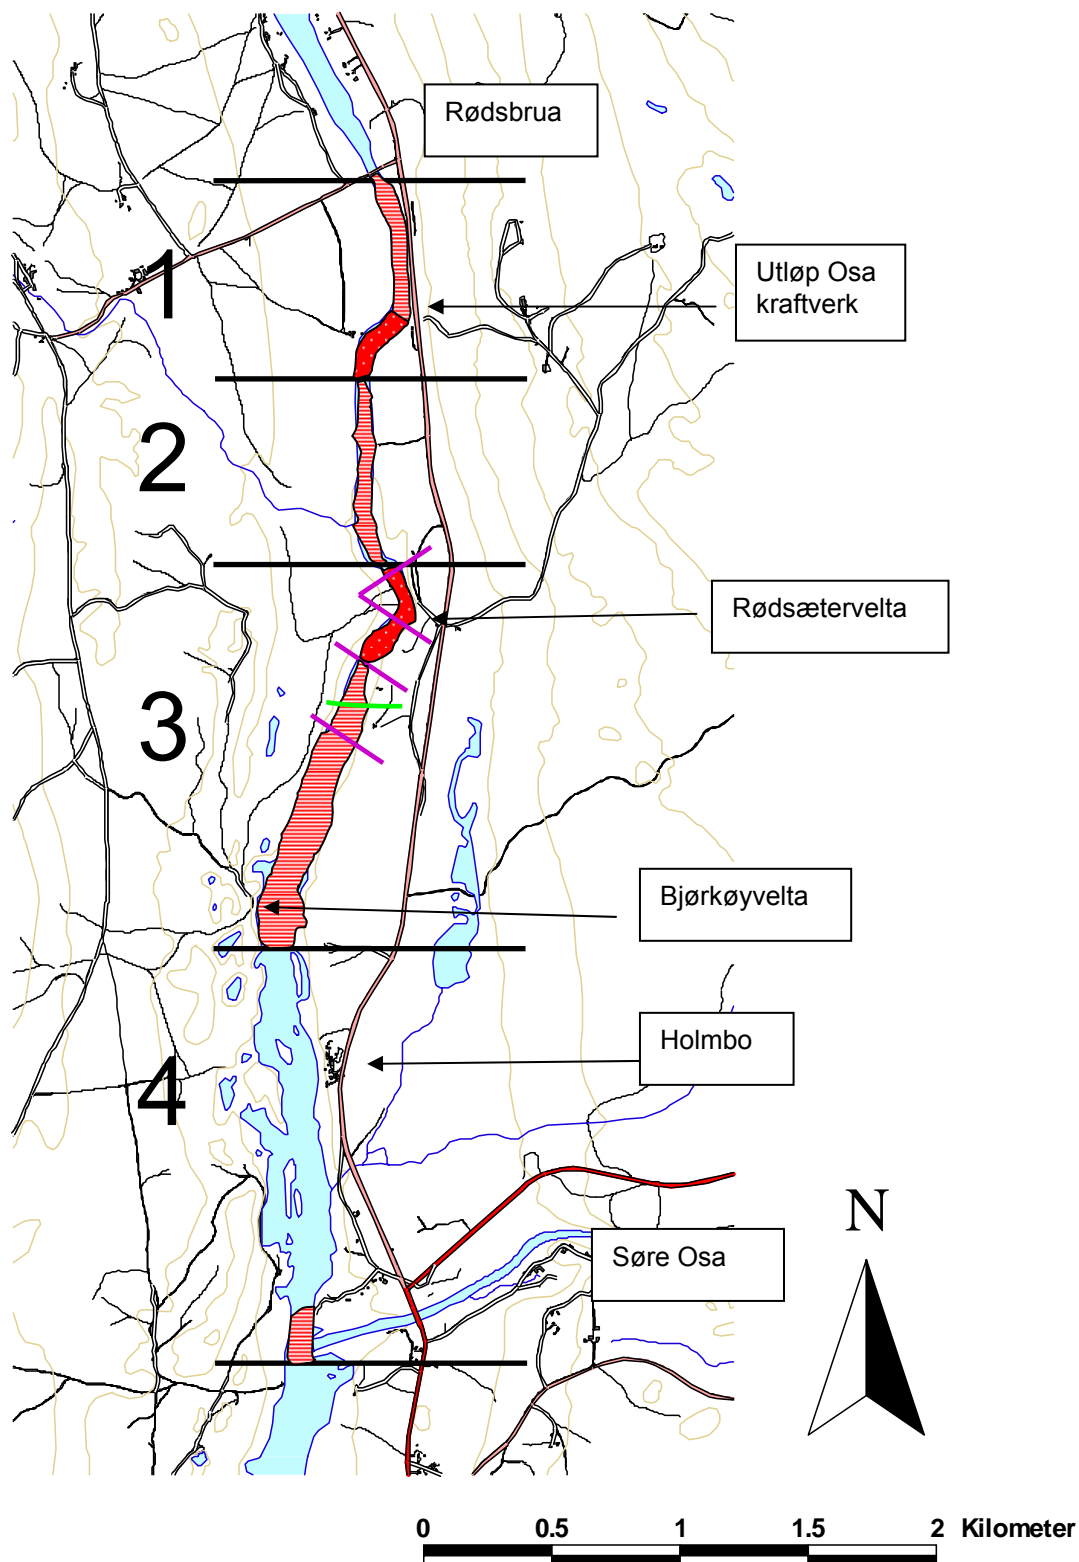 Rødsbrua
1
Utløp Osa
kraftverk
2
Rødsætervelta
3
Bjørkøyvelta
Holmbo
4
N
Søre Osa
0 0.5 1 1.5 2 Kilometer